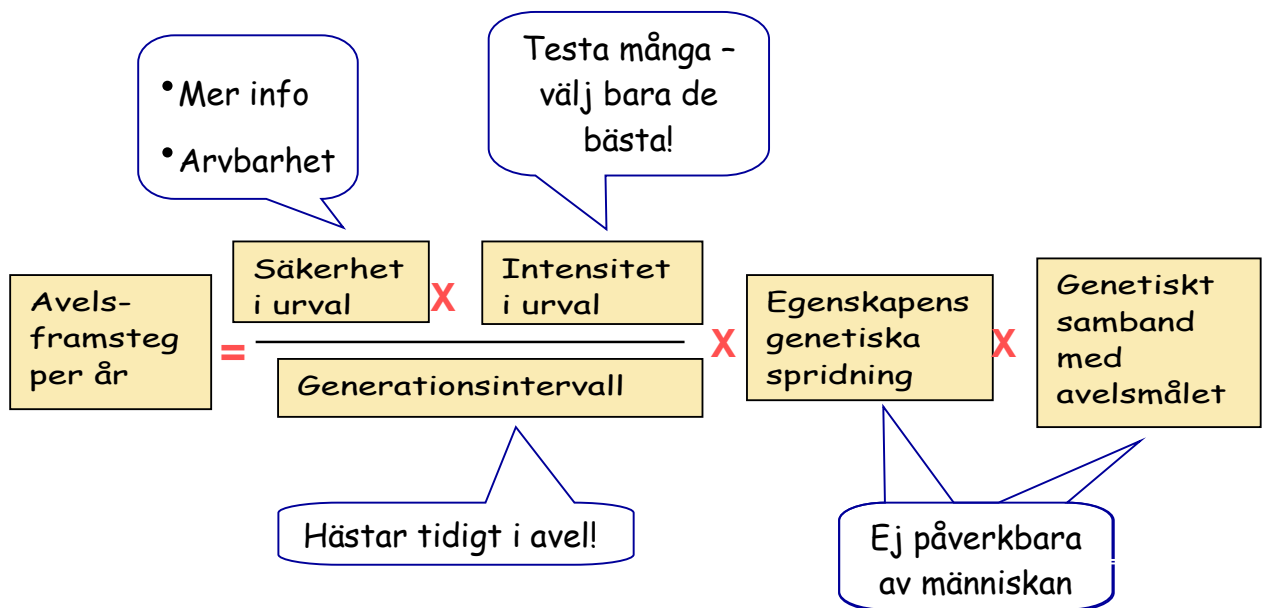 • Mer info
• Arvbarhet
Testa många –
välj bara de
bästa!
Avels-
framsteg
per år
=
Säkerhet
i urval
X
Intensitet
i urval
Generationsintervall
X
Egenskapens
genetiska
spridning
X
Genetiskt
samband
med
avelsmålet
Hästar tidigt i avel!
Ej påverkbara
av människan